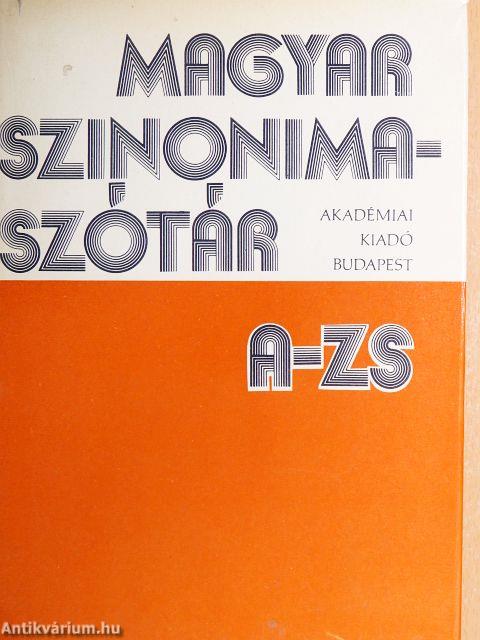 MAGYAR
SZINONIMA-
SZÓTÁR
AKADÉMIAI
KIADÓ
BUDAPEST
A-ZS
Antikvárium.hu